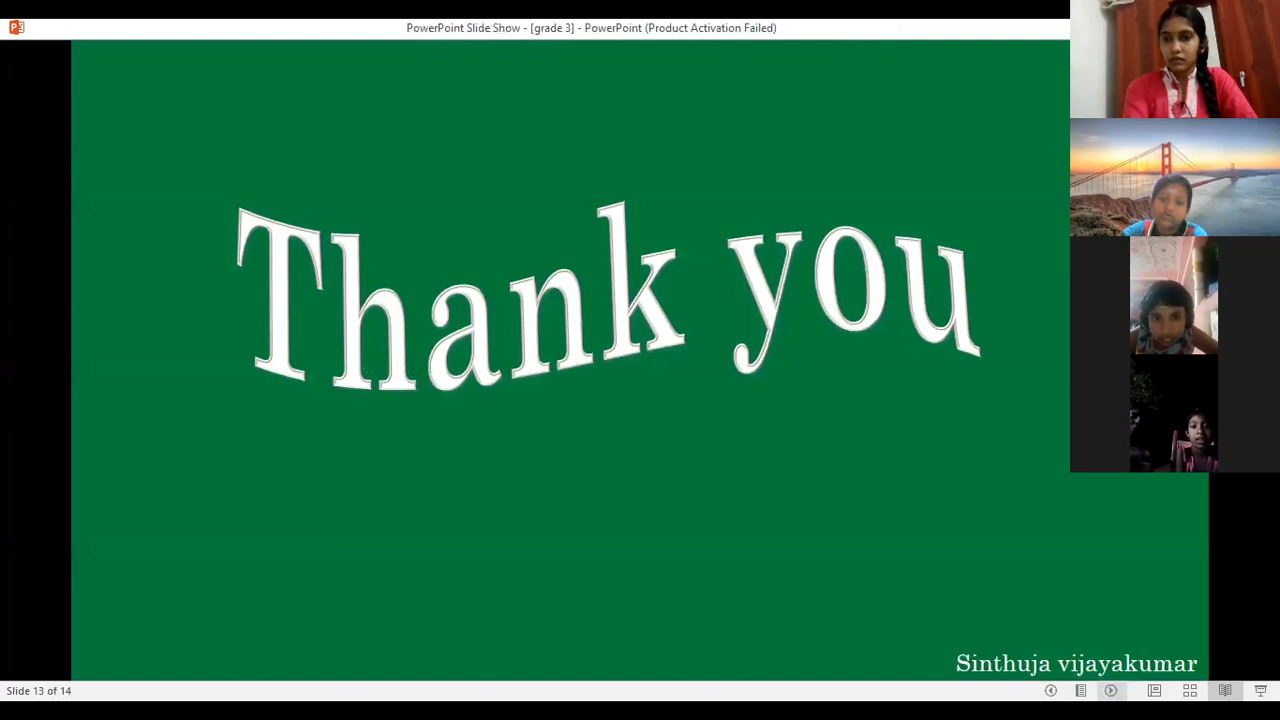 PowerPoint Slide Show - [grade 3] - PowerPoint (Product Activation Failed)
Thank you
Sinthuja vijayakumar
Slide 13 of 14